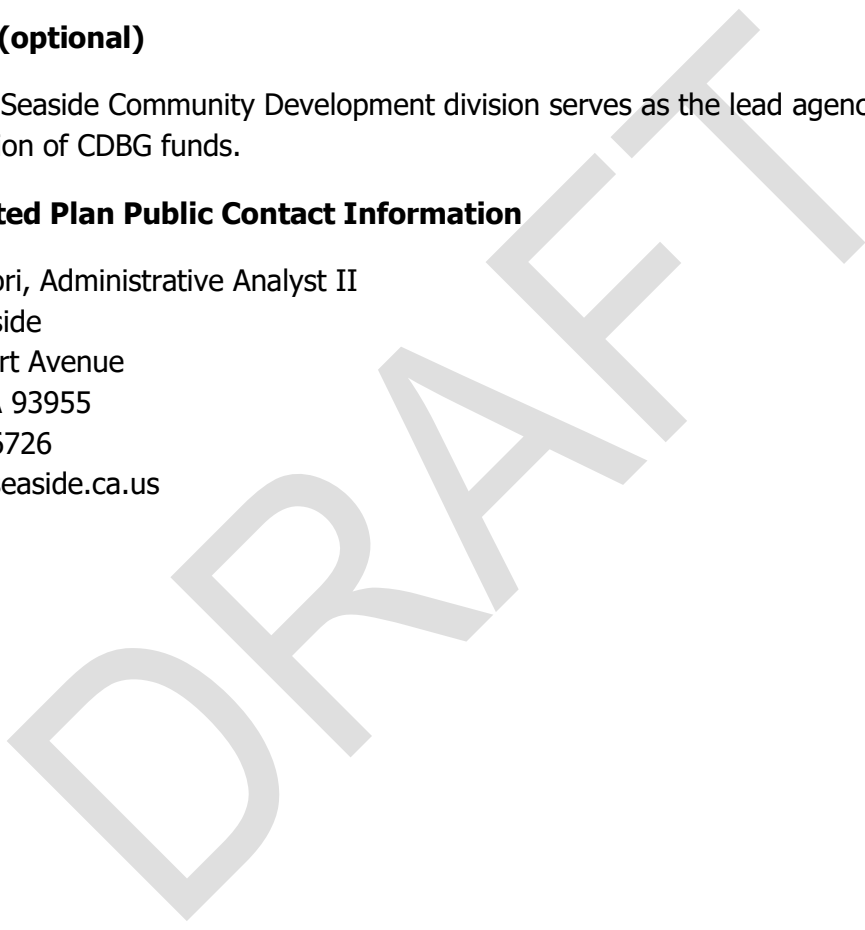 (optional)
Seaside Community Development division serves as the lead agenc
ion of CDBG funds.
ted Plan Public Contact Information
ori, Administrative Analyst II
side
rt Avenue
93955
5726
seaside.ca.us
DRAFT